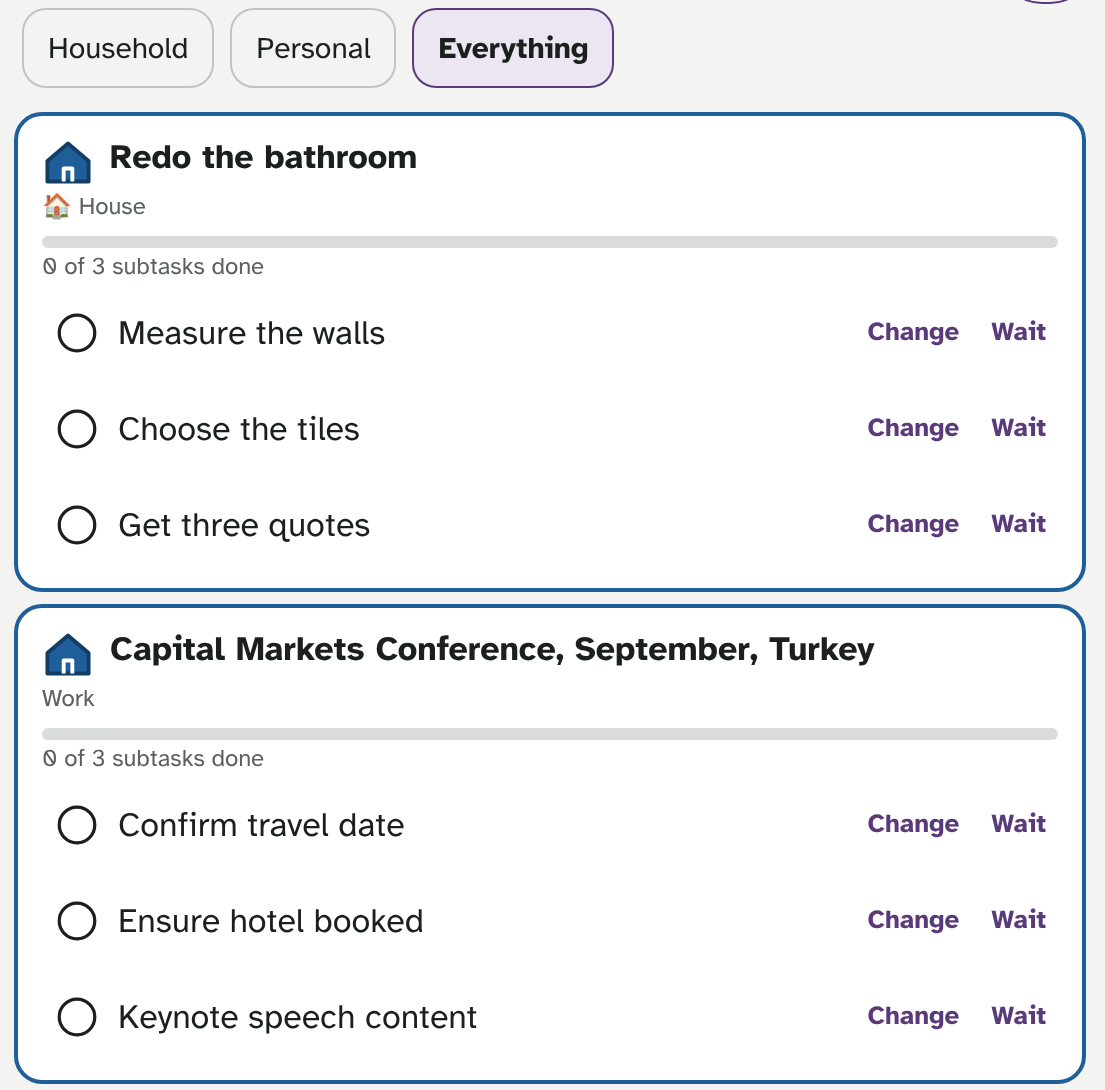 Household
Personal
Everything
Redo the bathroom
House
0 of 3 subtasks done
Measure the walls Change Wait
Choose the tiles Change Wait
Get three quotes Change Wait
Capital Markets Conference, September, Turkey
Work
0 of 3 subtasks done
Confirm travel date Change Wait
Ensure hotel booked Change Wait
Keynote speech content Change Wait